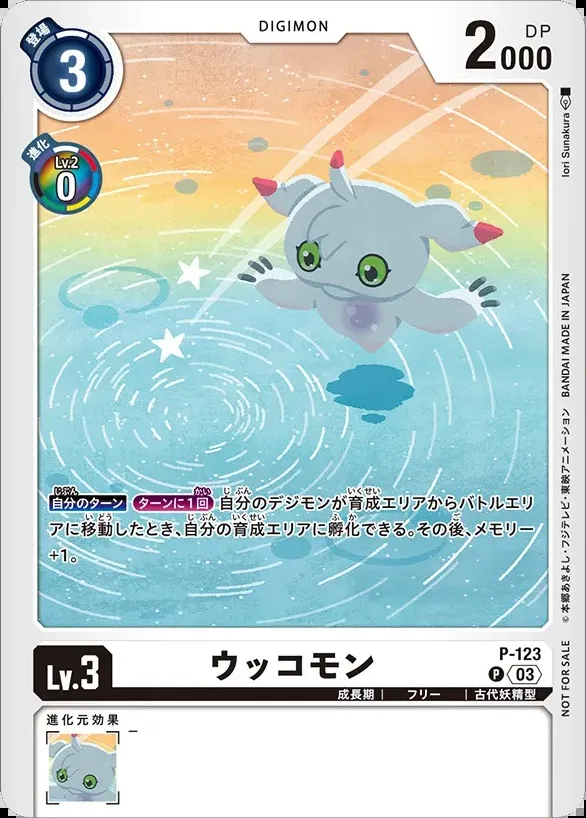 DIGIMON
登場
3
DP
2000
進化
Lv.2
0
Iori Sunakura
自分のターン ターンに1回 自分のデジモンが育成エリアからバトルエリ
アに移動したとき、自分の育成エリアに孵化できる。その後、メモリー
+1。
BANDAI MADE IN JAPAN
© 本郷あきよし・フジテレビ・東映アニメーション
NOT FOR SALE
Lv.3
ウッコモン
P-123
P 03
成長期 | フリー | 古代妖精型
進化元効果
—